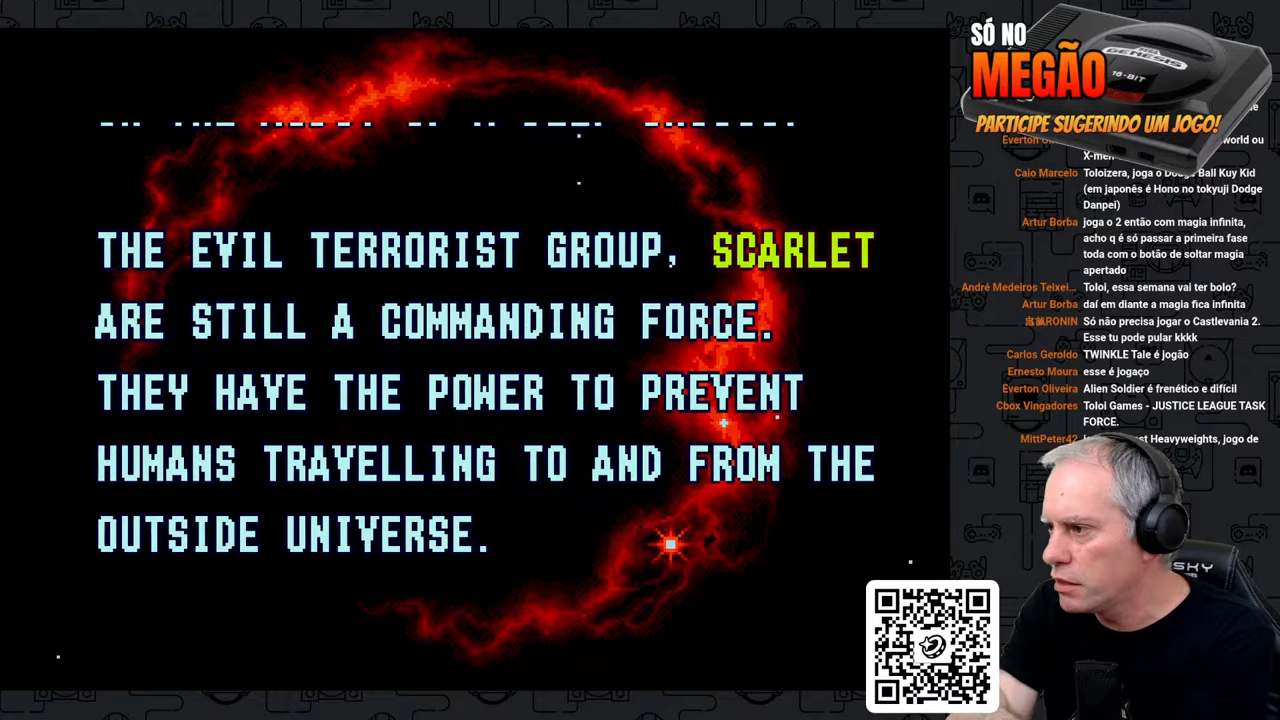 THE EVIL TERRORIST GROUP, SCARLET
ARE STILL A COMMANDING FORCE.
THEY HAVE THE POWER TO PREVENT
HUMANS TRAVELLING TO AND FROM THE
OUTSIDE UNIVERSE.
SÓ NO
MEGÃO
GENESIS
16-BIT
PARTICIPE SUGERINDO UM JOGO!
Everton world ou
X-men
Caio Marcelo Toloizera, joga o Dodge Ball Kuy Kid
(em japonês é Hono no tokyuji Dodge
Danpei)
Artur Borba joga o 2 então com magia infinita,
acho q é só passar a primeira fase
toda com o botão de soltar magia
apertado
André Medeiros Teixei... Toloi, essa semana vai ter bolo?
Artur Borba daí em diante a magia fica infinita
RONIN Só não precisa jogar o Castlevania 2.
Esse tu pode pular kkkk
Carlos Geroldo TWINKLE Tale é jogão
Ernesto Moura esse é jogaço
Everton Oliveira Alien Soldier é frenético e difícil
Cbox Vingadores Toloi Games - JUSTICE LEAGUE TASK
FORCE.
MittPeter42 Heavyweights, jogo de
SKY